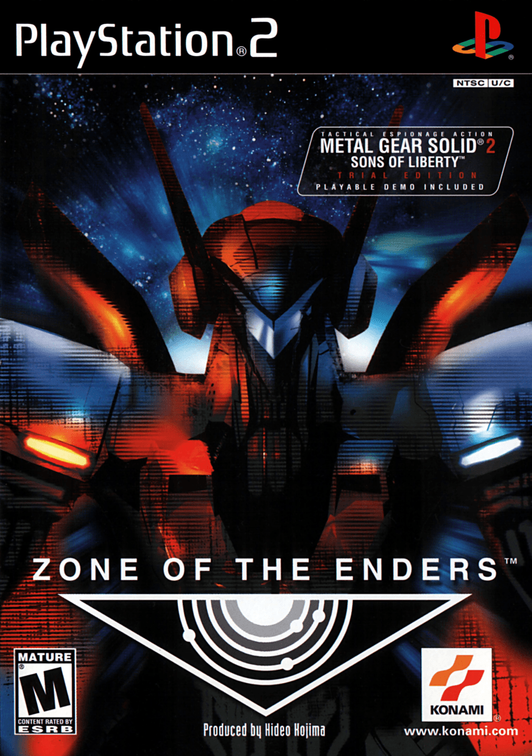 PlayStation®2
NTSC U/C
TACTICAL ESPIONAGE ACTION
METAL GEAR SOLID®2
SONS OF LIBERTY™
TRIAL EDITION
PLAYABLE DEMO INCLUDED
ZONE OF THE ENDERS™
MATURE
M
CONTENT RATED BY
ESRB
Produced by Hideo Kojima
KONAMI®
www.konami.com